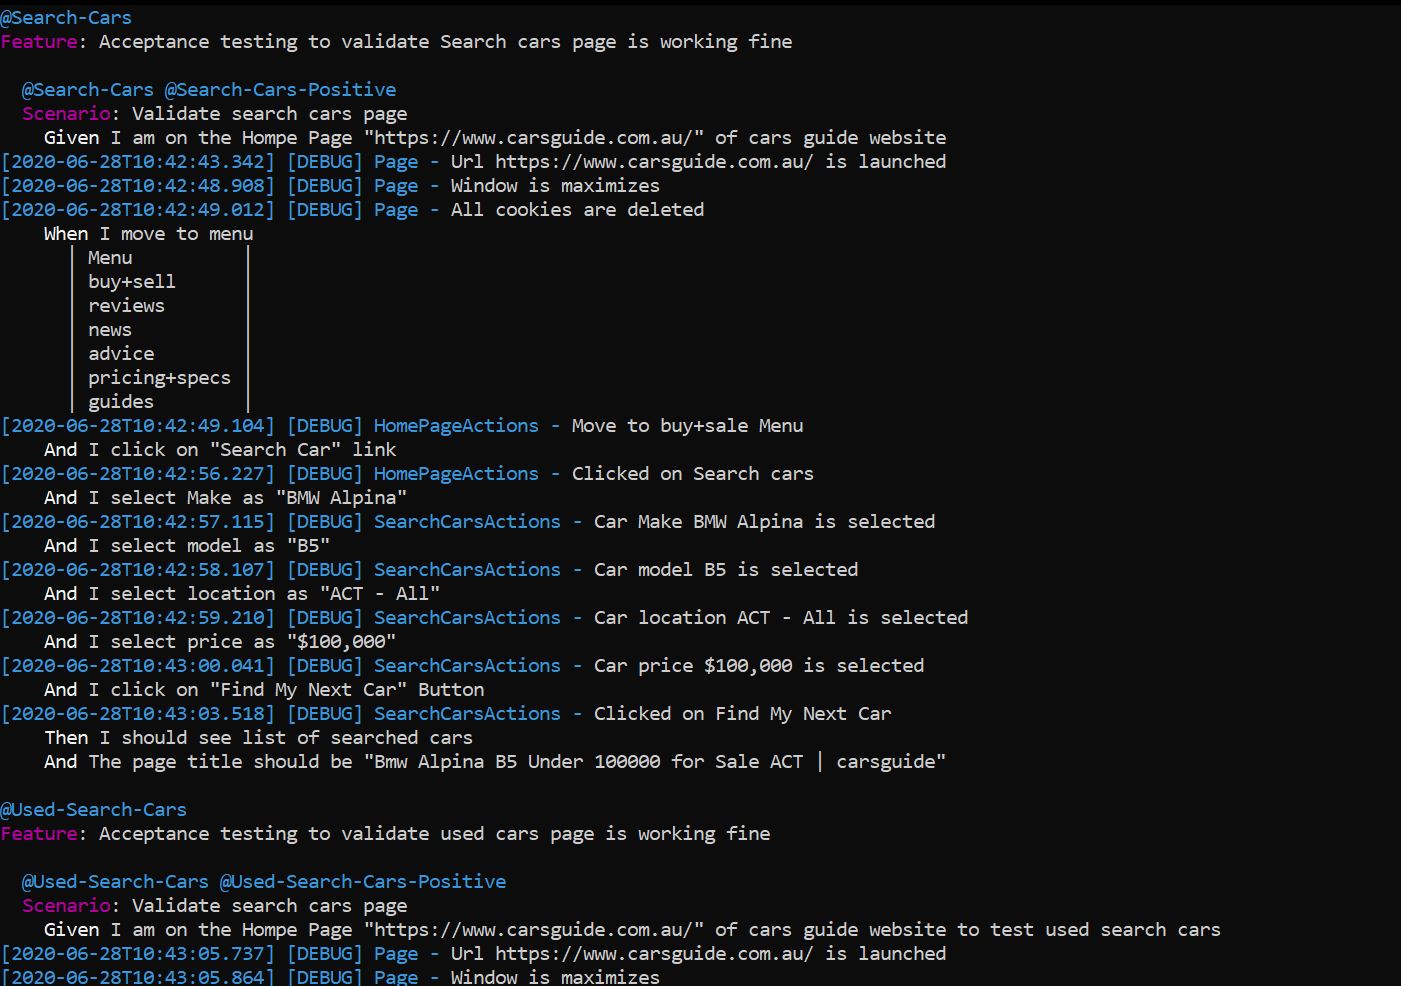 @Search-Cars
Feature: Acceptance testing to validate Search cars page is working fine
@Search-Cars @Search-Cars-Positive
Scenario: Validate search cars page
Given I am on the Hompe Page "https://www.carsguide.com.au/" of cars guide website
[2020-06-28T10:42:43.342] [DEBUG] Page - Url https://www.carsguide.com.au/ is launched
[2020-06-28T10:42:48.908] [DEBUG] Page - Window is maximizes
[2020-06-28T10:42:49.012] [DEBUG] Page - All cookies are deleted
When I move to menu
| Menu |
| buy+sell |
| reviews |
| news |
| advice |
| pricing+specs |
| guides |
[2020-06-28T10:42:49.104] [DEBUG] HomePageActions - Move to buy+sale Menu
And I click on "Search Car" link
[2020-06-28T10:42:56.227] [DEBUG] HomePageActions - Clicked on Search cars
And I select Make as "BMW Alpina"
[2020-06-28T10:42:57.115] [DEBUG] SearchCarsActions - Car Make BMW Alpina is selected
And I select model as "B5"
[2020-06-28T10:42:58.107] [DEBUG] SearchCarsActions - Car model B5 is selected
And I select location as "ACT - All"
[2020-06-28T10:42:59.210] [DEBUG] SearchCarsActions - Car location ACT - All is selected
And I select price as "$100,000"
[2020-06-28T10:43:00.041] [DEBUG] SearchCarsActions - Car price $100,000 is selected
And I click on "Find My Next Car" Button
[2020-06-28T10:43:03.518] [DEBUG] SearchCarsActions - Clicked on Find My Next Car
Then I should see list of searched cars
And The page title should be "Bmw Alpina B5 Under 100000 for Sale ACT | carsguide"
@Used-Search-Cars
Feature: Acceptance testing to validate used cars page is working fine
@Used-Search-Cars @Used-Search-Cars-Positive
Scenario: Validate search cars page
Given I am on the Hompe Page "https://www.carsguide.com.au/" of cars guide website to test used search cars
[2020-06-28T10:43:05.737] [DEBUG] Page - Url https://www.carsguide.com.au/ is launched
[2020-06-28T10:43:05.864] [DEBUG] Page - Window is maximizes